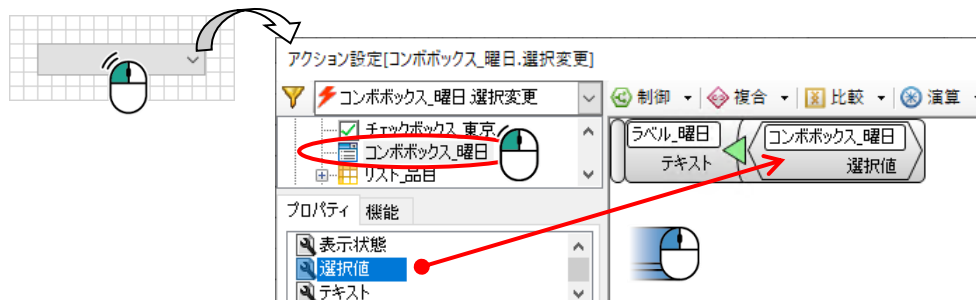 アクション設定[コンボボックス_曜日.選択変更]
コンボボックス_曜日.選択変更
制御 複合 比較 演算
チェックボックス_東京
コンボボックス_曜日
リスト_品目
ラベル_曜日
テキスト
コンボボックス_曜日
選択値
プロパティ 機能
表示状態
選択値
テキスト